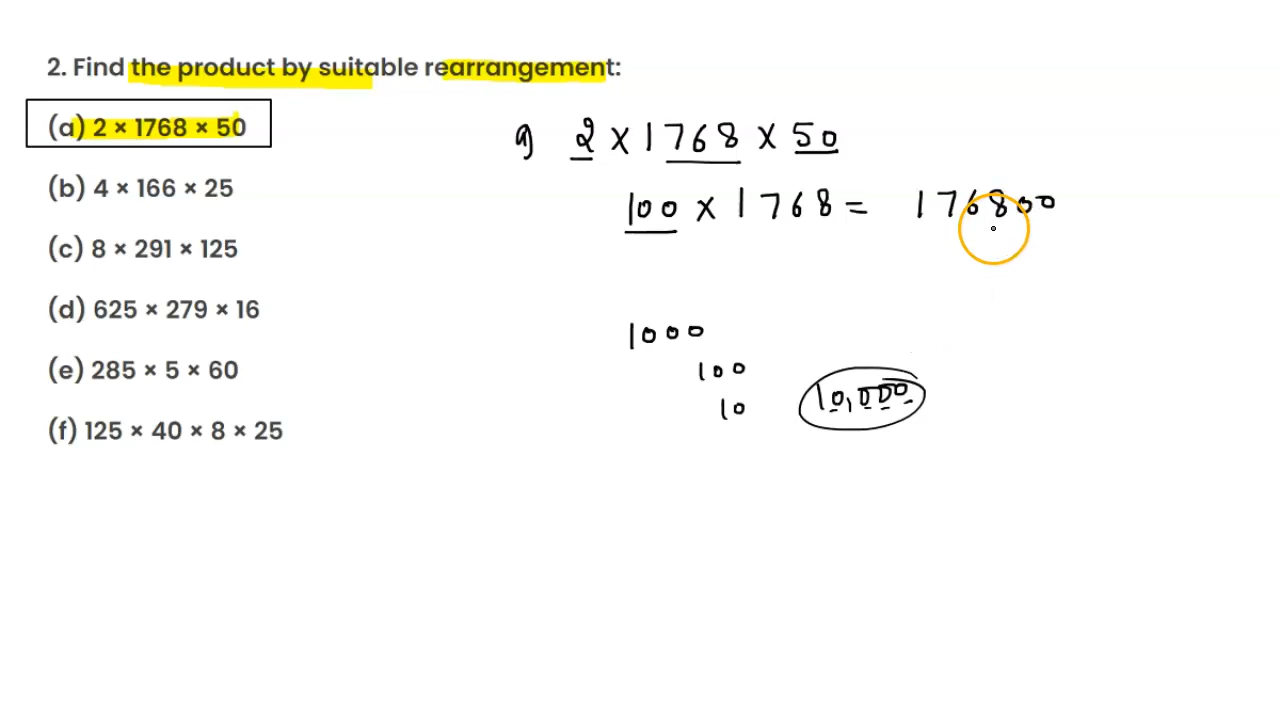 2. Find the product by suitable rearrangement:
(a) 2 × 1768 × 50
(b) 4 × 166 × 25
(c) 8 × 291 × 125
(d) 625 × 279 × 16
(e) 285 × 5 × 60
(f) 125 × 40 × 8 × 25
a) 2 × 1768 × 50
100 × 1768 = 176800
1000
100
10
10,000